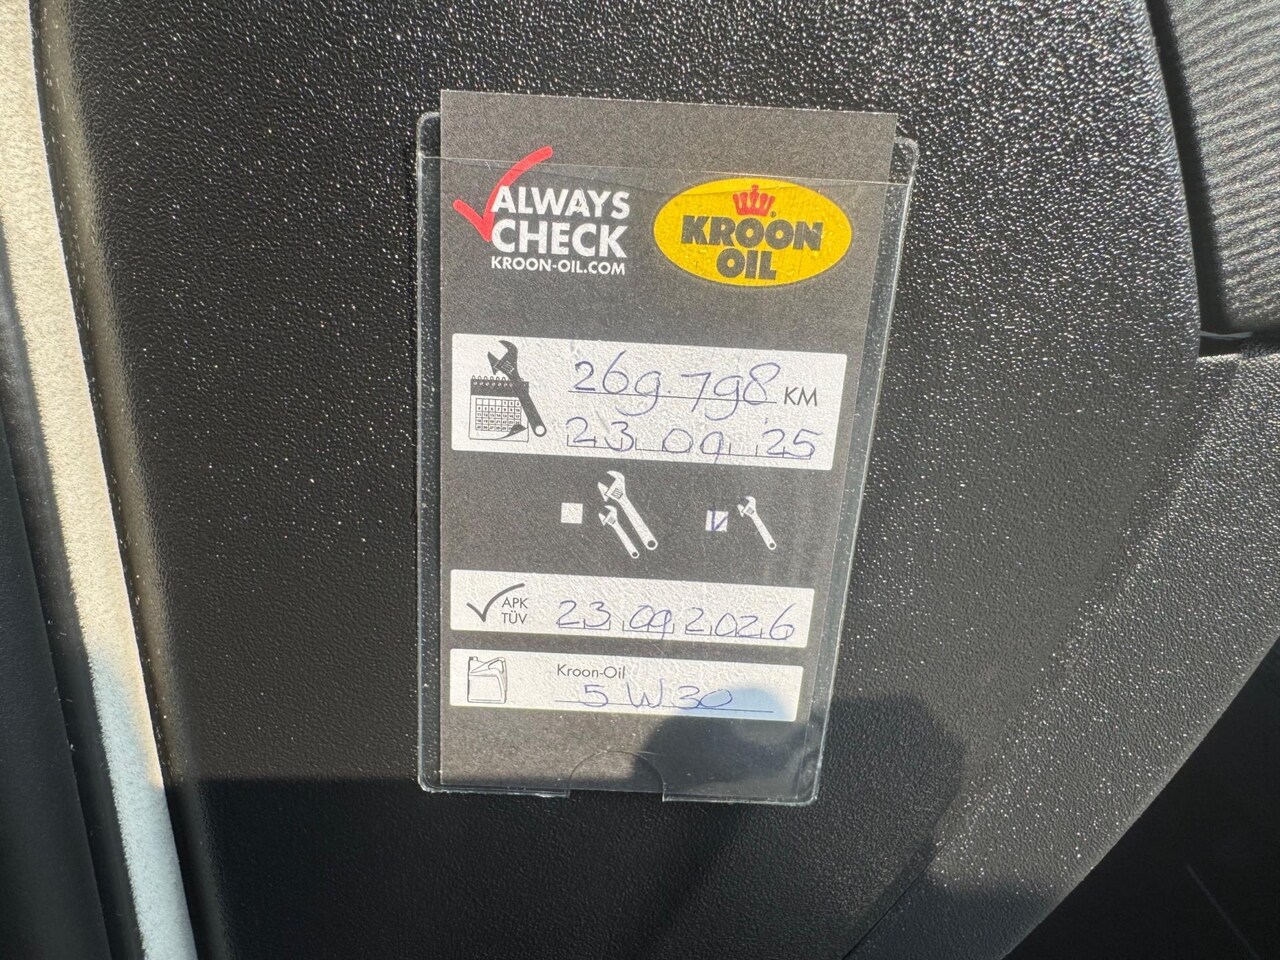 ALWAYS
CHECK
KROON-OIL.COM
KROON
OIL
269.798 KM
23 09 25
APK
TÜV
23 09 2026
Kroon-Oil
5W30